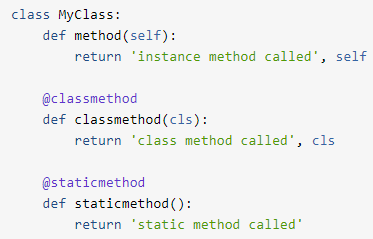 class MyClass:
    def method(self):
        return 'instance method called', self

    @classmethod
    def classmethod(cls):
        return 'class method called', cls

    @staticmethod
    def staticmethod():
        return 'static method called'